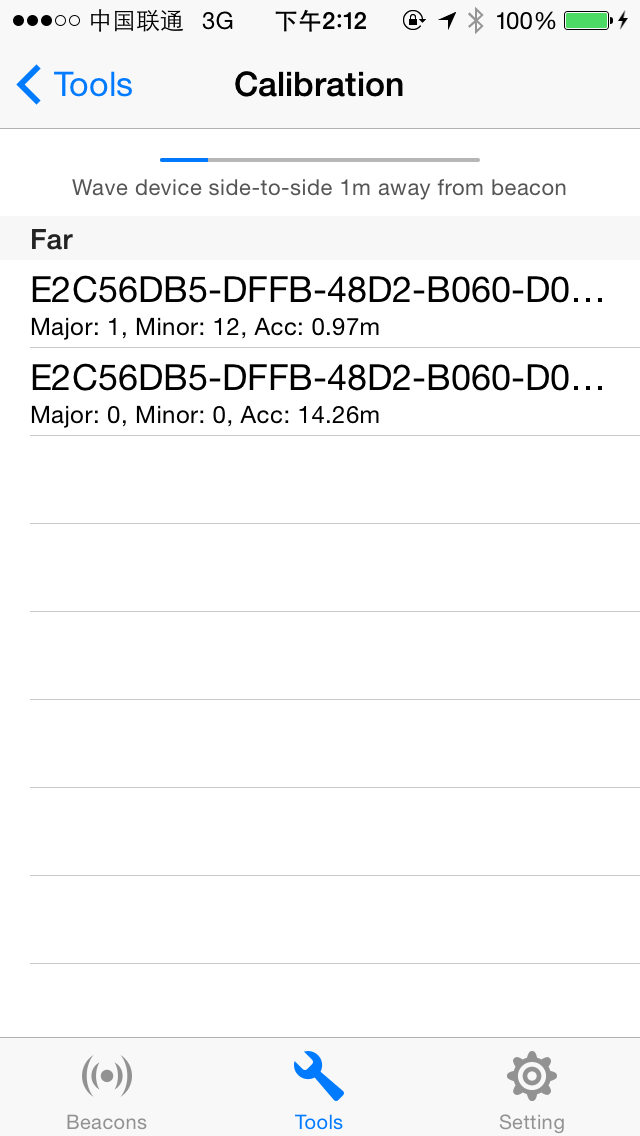 中国联通 3G 下午2:12 100%
Tools Calibration
Wave device side-to-side 1m away from beacon
Far
E2C56DB5-DFFB-48D2-B060-D0...
Major: 1, Minor: 12, Acc: 0.97m
E2C56DB5-DFFB-48D2-B060-D0...
Major: 0, Minor: 0, Acc: 14.26m
Beacons Tools Setting